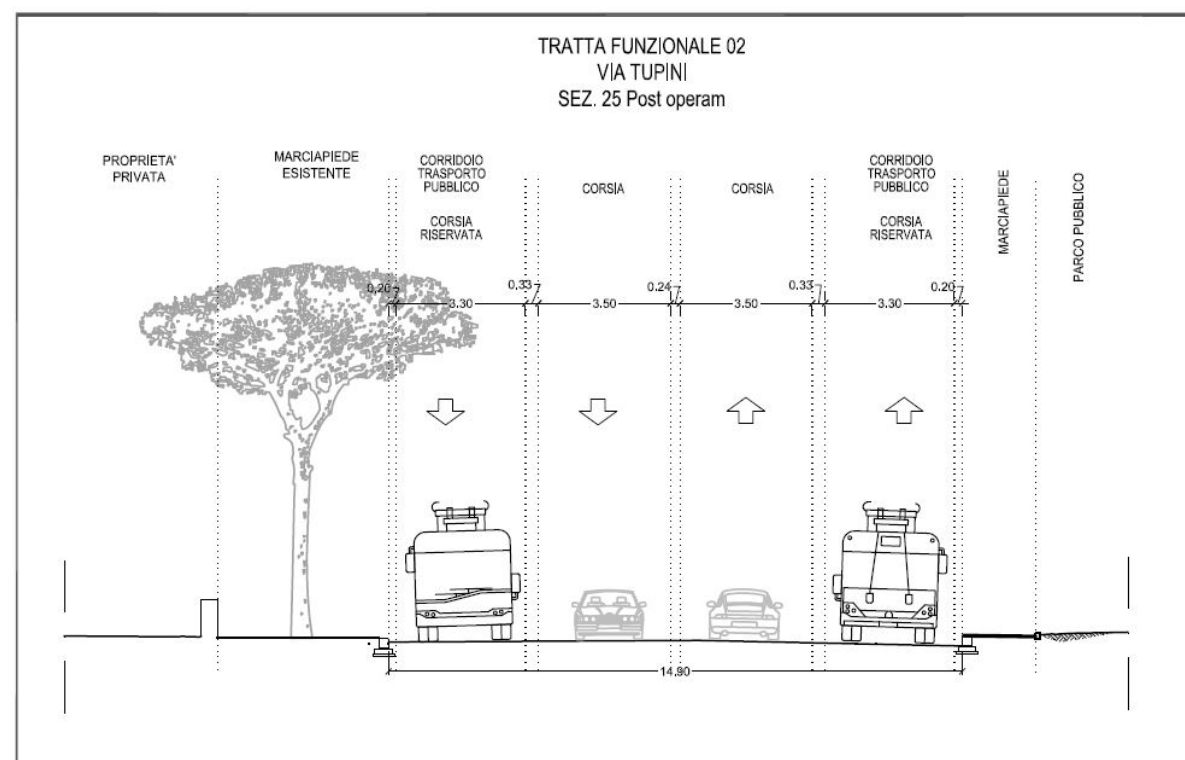 TRATTA FUNZIONALE 02
VIA TUPINI
SEZ. 25 Post operam
PROPRIETA'
PRIVATA
MARCIAPIEDE
ESISTENTE
CORRIDOIO
TRASPORTO
PUBBLICO
CORSIA
RISERVATA
CORSIA
CORSIA
CORRIDOIO
TRASPORTO
PUBBLICO
CORSIA
RISERVATA
MARCIAPIEDE
PARCO PUBBLICO
0.20
3.30
0.33
3.50
0.24
3.50
0.33
3.30
0.20
14.90